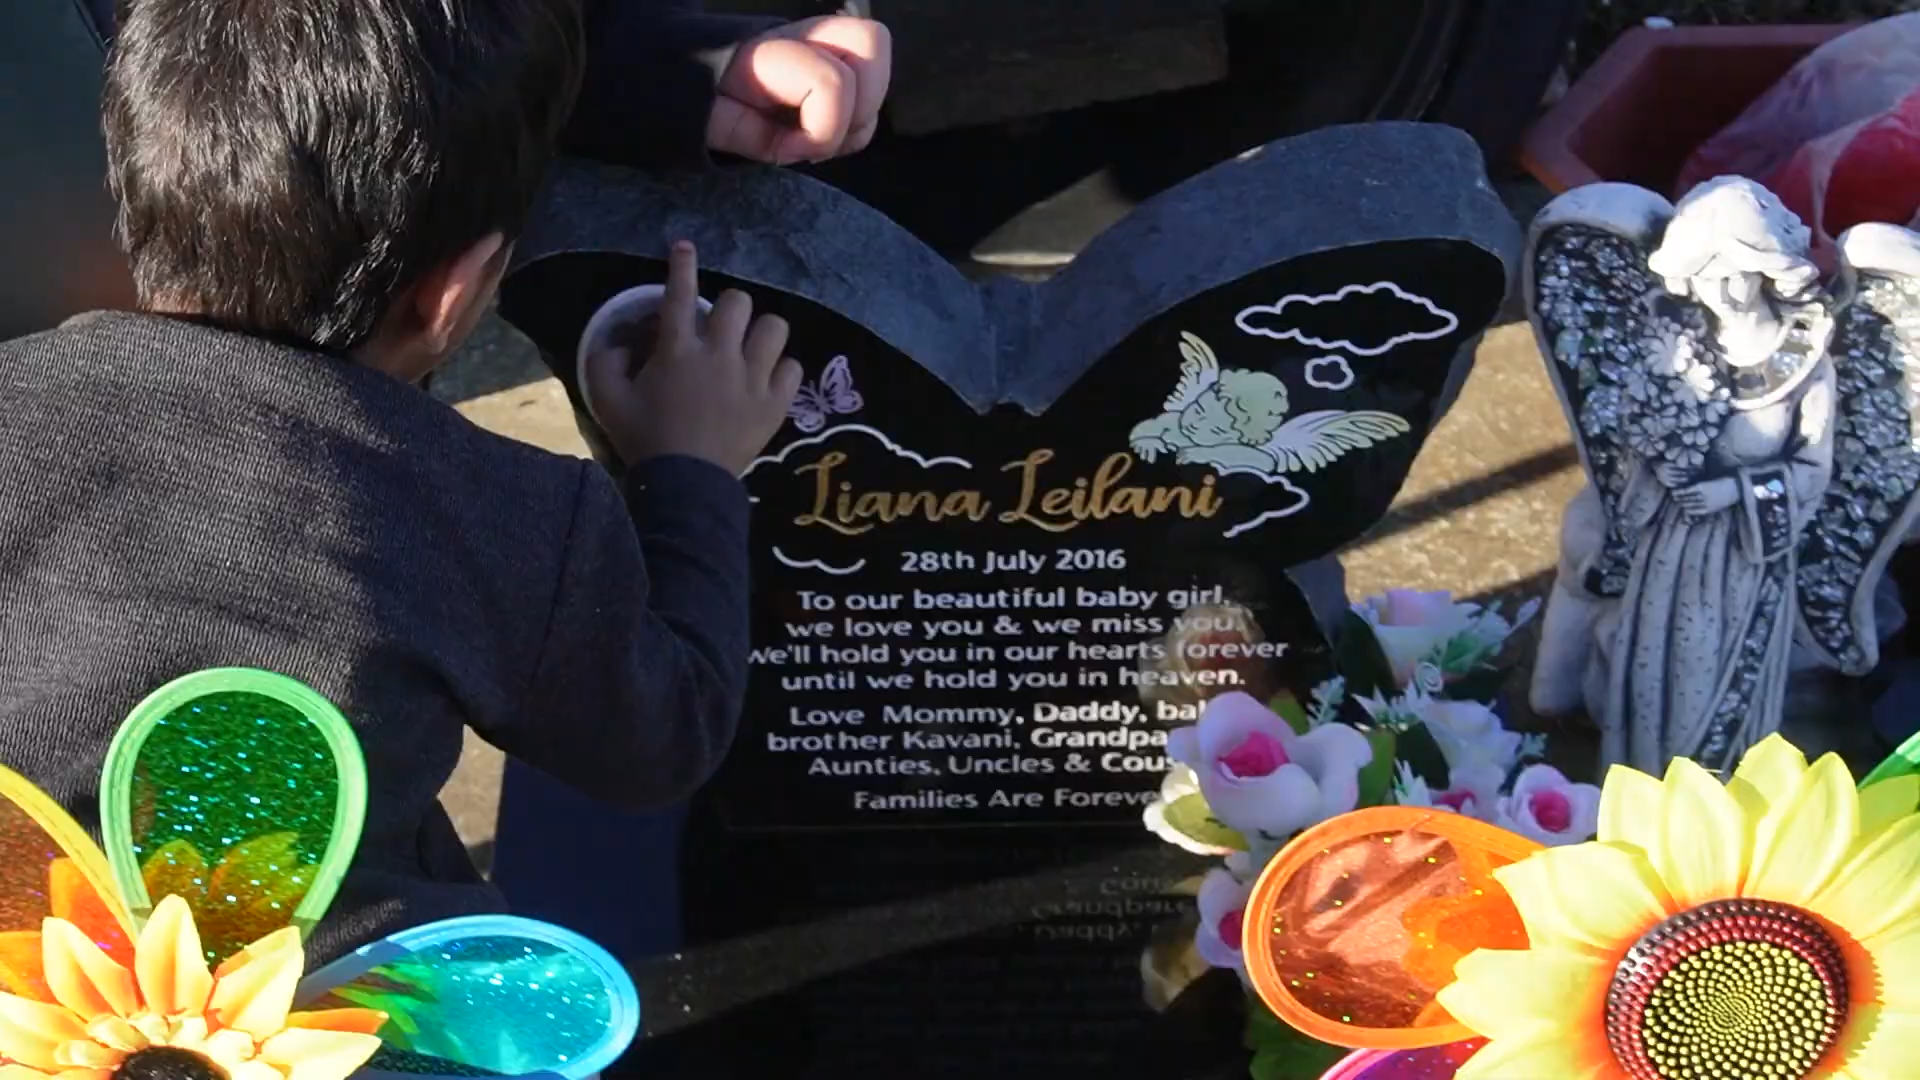 Liana Leilani
28th July 2016
To our beautiful baby girl,
we love you & we miss you.
we'll hold you in our hearts forever
until we hold you in heaven.
Love Mommy, Daddy,
brother Kavani,
Aunties, Uncles &
Families Are